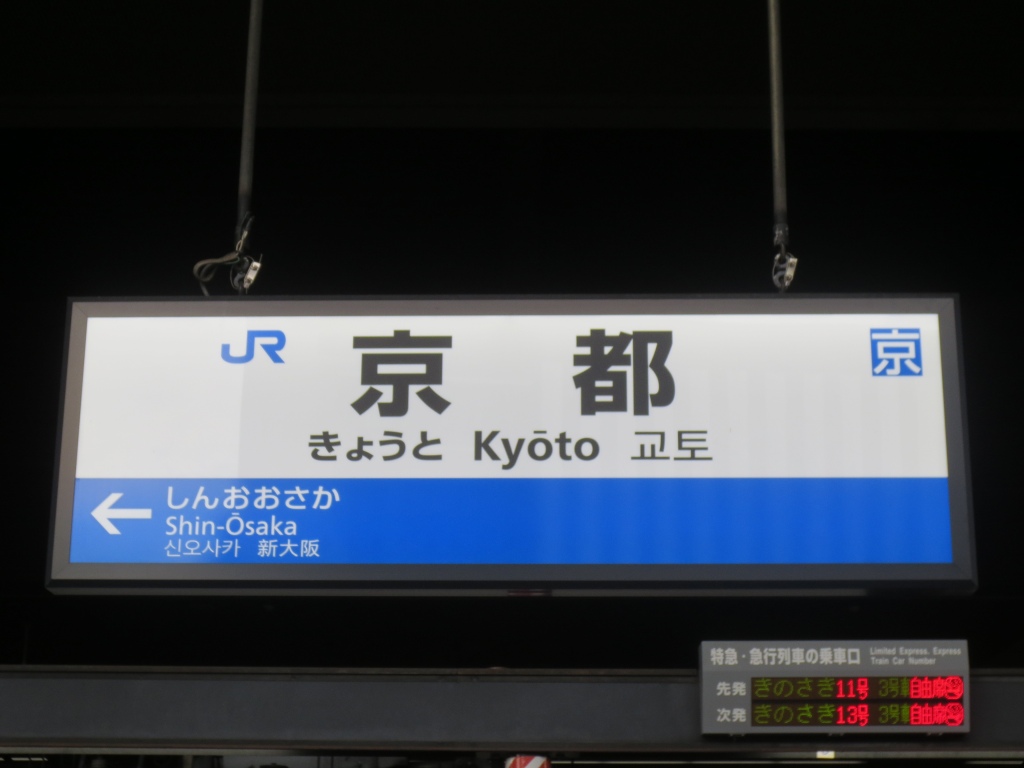 JR 京都 京
きょうと Kyōto 교토
しんおおさか
Shin-Ōsaka
신오사카 新大阪
特急・急行列車の乗車口 Limited Express. Express
Train Car Number
先発 きのさき11号 3号車自由席
次発 きのさき13号 3号車自由席